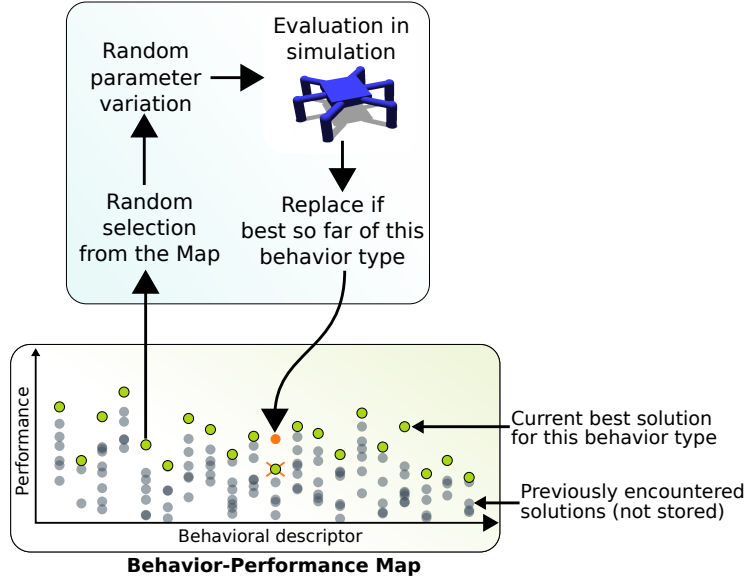 Random
parameter
variation
Evaluation in
simulation
Random
selection
from the Map
Replace if
best so far of this
behavior type
Performance
Behavioral descriptor
Current best solution
for this behavior type
Previously encountered
solutions (not stored)
Behavior-Performance Map